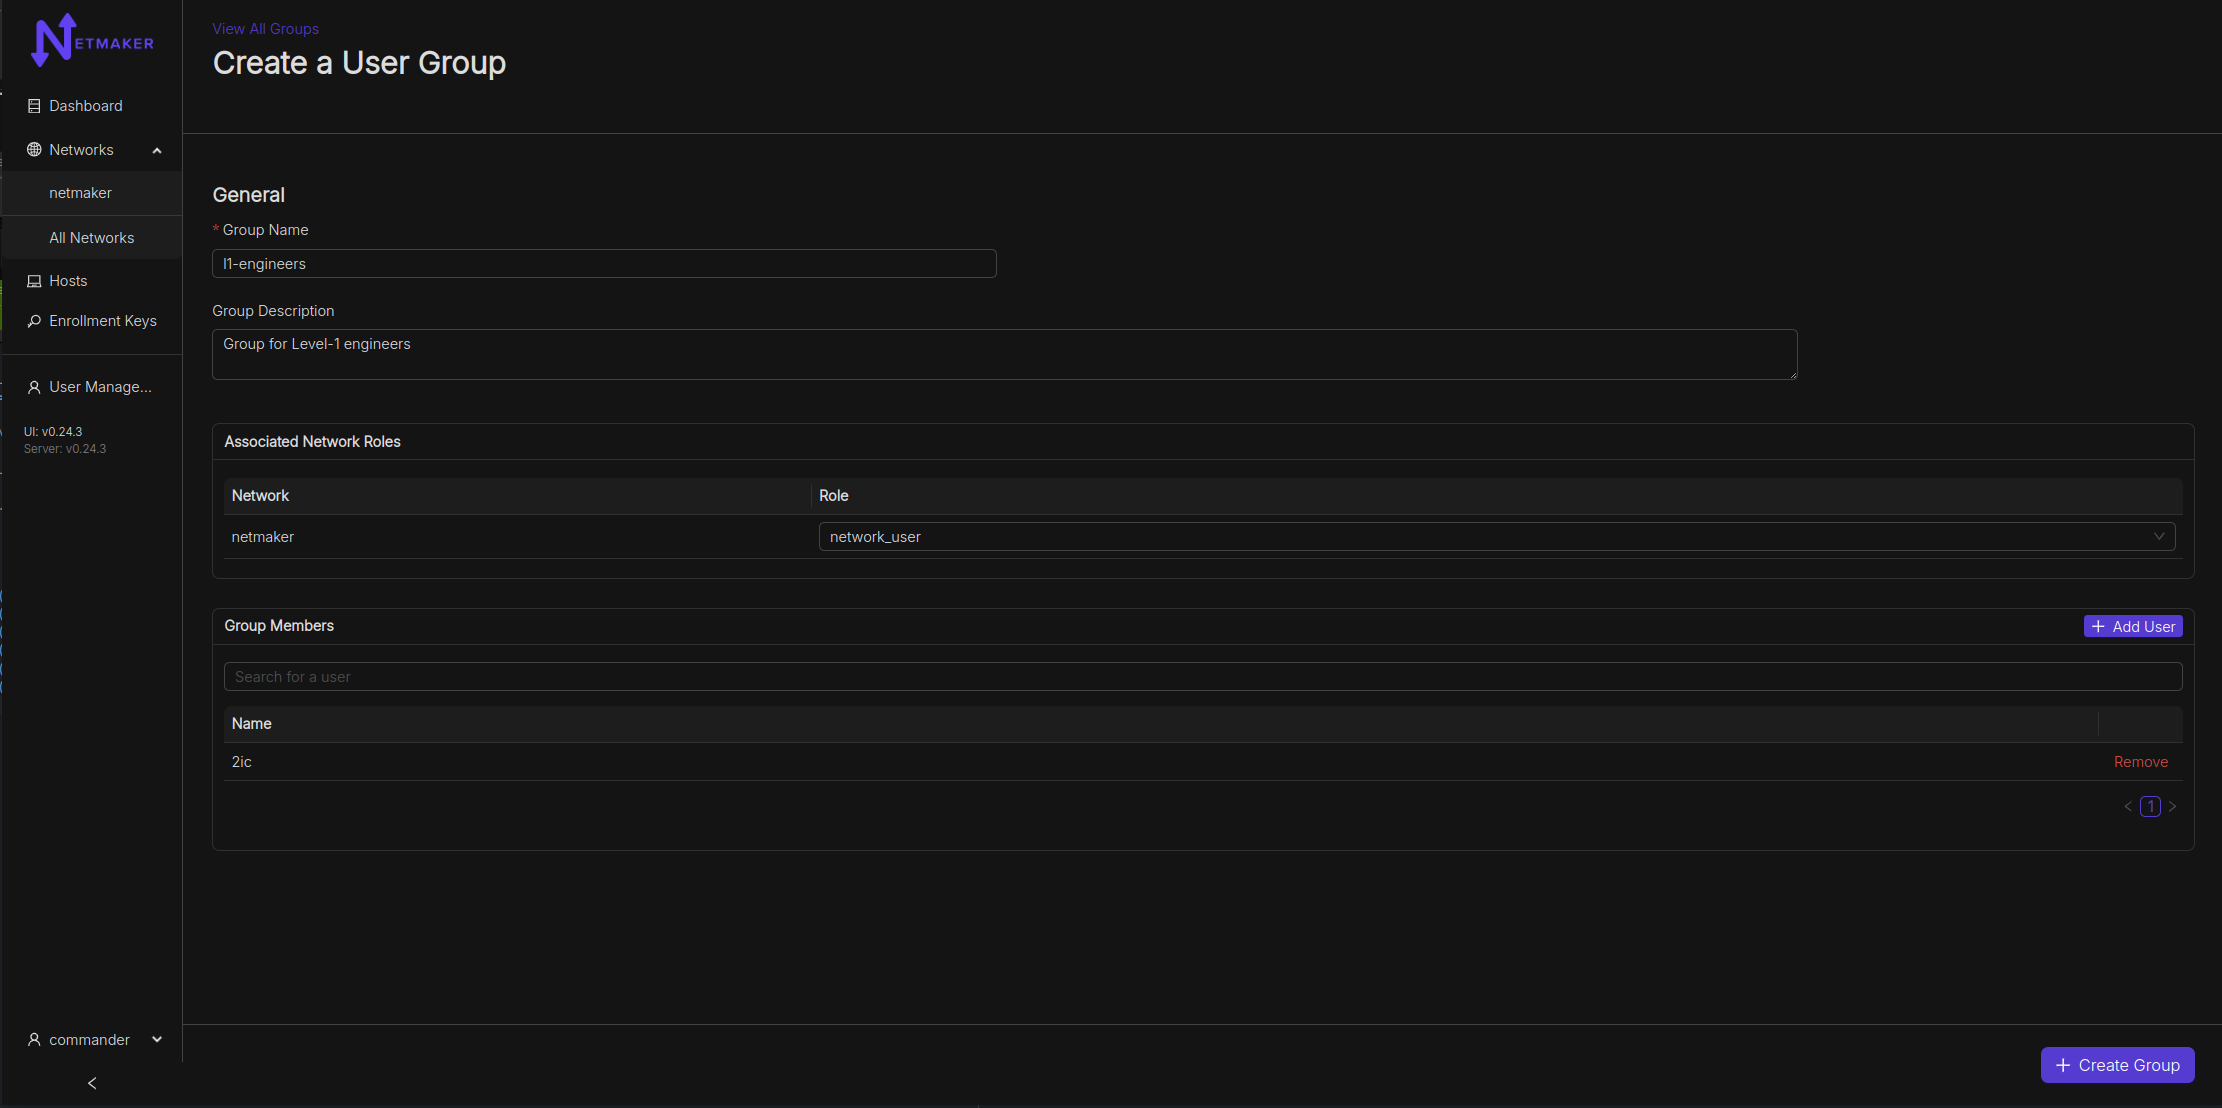 NETMAKER
Dashboard
Networks
netmaker
All Networks
Hosts
Enrollment Keys
User Manage...
UI: v0.24.3
Server: v0.24.3
commander
View All Groups
Create a User Group
General
* Group Name
l1-engineers
Group Description
Group for Level-1 engineers
Associated Network Roles
Network Role
netmaker network_user
Group Members + Add User
Search for a user
Name
2ic Remove
< 1 >
+ Create Group